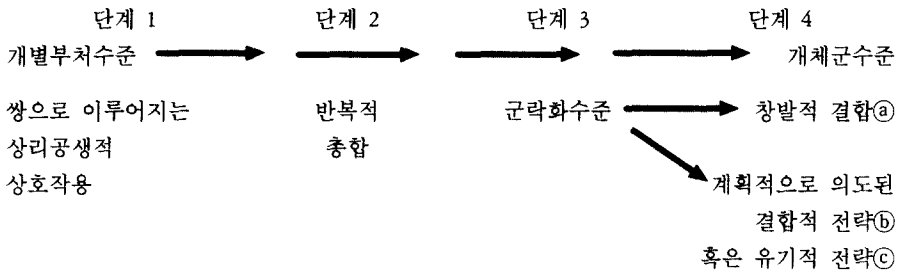 단계 1 단계 2 단계 3 단계 4
개별부처수준 개체군수준
쌍으로 이루어지는 반복적 군락화수준 창발적 결합ⓐ
상리공생적 총합
상호작용 계획적으로 의도된
결합적 전략ⓑ
혹은 유기적 전략ⓒ